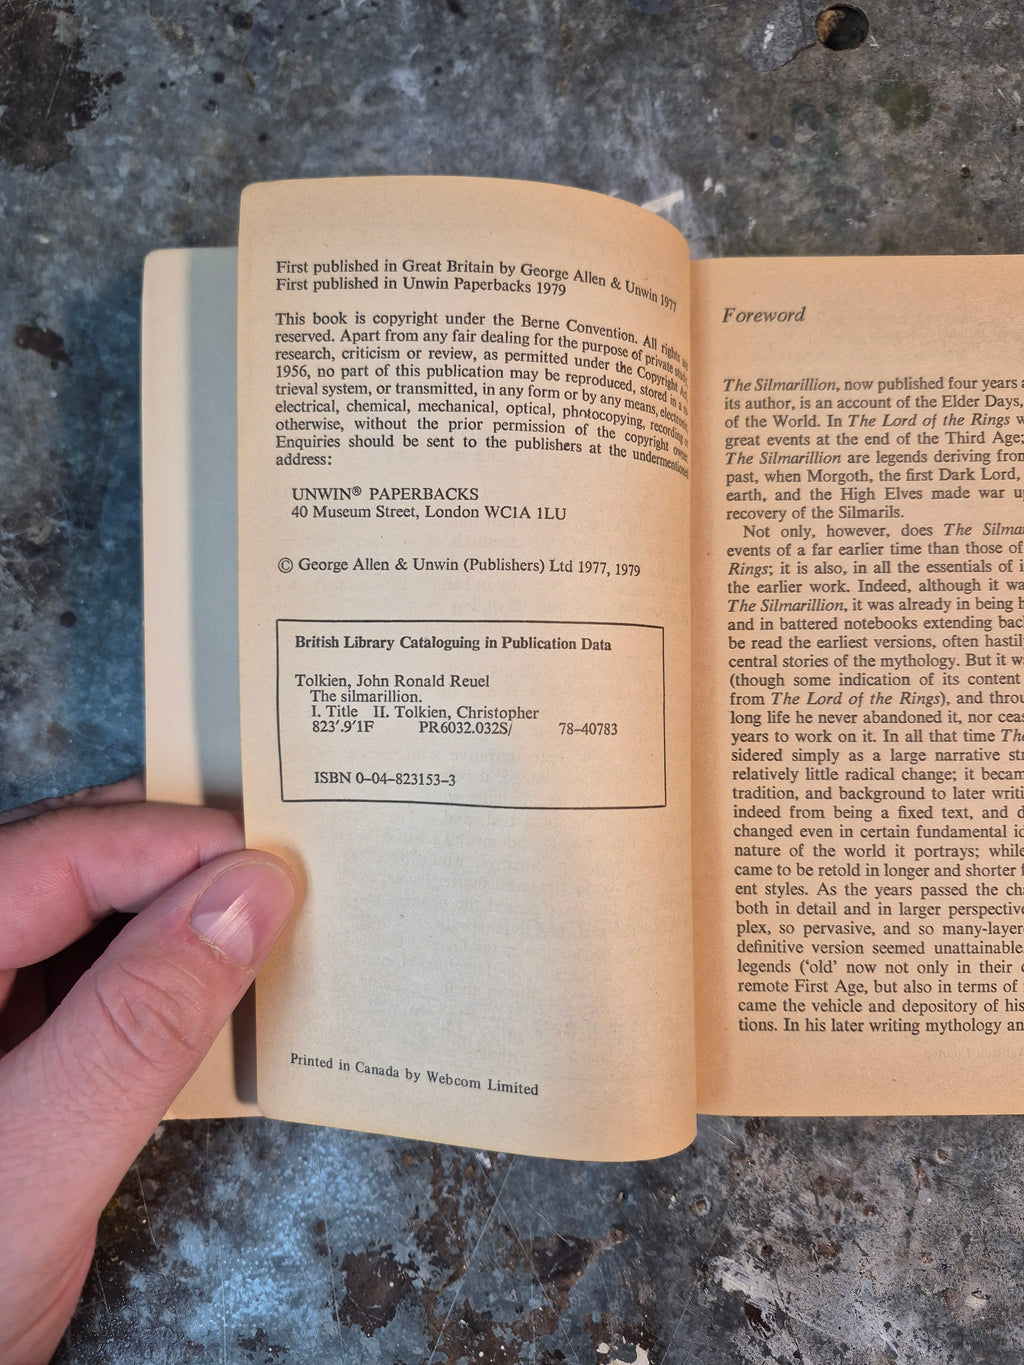 First published in Great Britain by George Allen & Unwin 1977
First published in Unwin Paperbacks 1979
This book is copyright under the Berne Convention. All rights are
reserved. Apart from any fair dealing for the purpose of private study,
research, criticism or review, as permitted under the Copyright Act,
1956, no part of this publication may be reproduced, stored in a re-
trieval system, or transmitted, in any form or by any means, electronic,
electrical, chemical, mechanical, optical, photocopying, recording or
otherwise, without the prior permission of the copyright owner.
Enquiries should be sent to the publishers at the undermentioned
address:
UNWIN® PAPERBACKS
40 Museum Street, London WC1A 1LU
© George Allen & Unwin (Publishers) Ltd 1977, 1979
British Library Cataloguing in Publication Data
Tolkien, John Ronald Reuel
The silmarillion.
I. Title II. Tolkien, Christopher
823'.9'1F PR6032.032S/ 78–40783
ISBN 0–04–823153–3
Printed in Canada by Webcom Limited
Foreword
The Silmarillion, now published four years
its author, is an account of the Elder Days,
of the World. In The Lord of the Rings
great events at the end of the Third Age;
The Silmarillion are legends deriving from
past, when Morgoth, the first Dark Lord,
earth, and the High Elves made war
recovery of the Silmarils.
Not only, however, does The
events of a far earlier time than those of
Rings; it is also, in all the essentials of
the earlier work. Indeed, although it
The Silmarillion, it was already in being
and in battered notebooks extending
be read the earliest versions, often
central stories of the mythology. But it
(though some indication of its content
from The Lord of the Rings), and
long life he never abandoned it, nor
years to work on it. In all that time
sidered simply as a large narrative
relatively little radical change; it
tradition, and background to later
indeed from being a fixed text, and
changed even in certain fundamental
nature of the world it portrays; while
came to be retold in longer and shorter
ent styles. As the years passed the
both in detail and in larger perspective
plex, so pervasive, and so
definitive version seemed unattainable.
legends (‘old’ now not only in their
remote First Age, but also in terms of
came the vehicle and depository of his
tions. In his later writing mythology